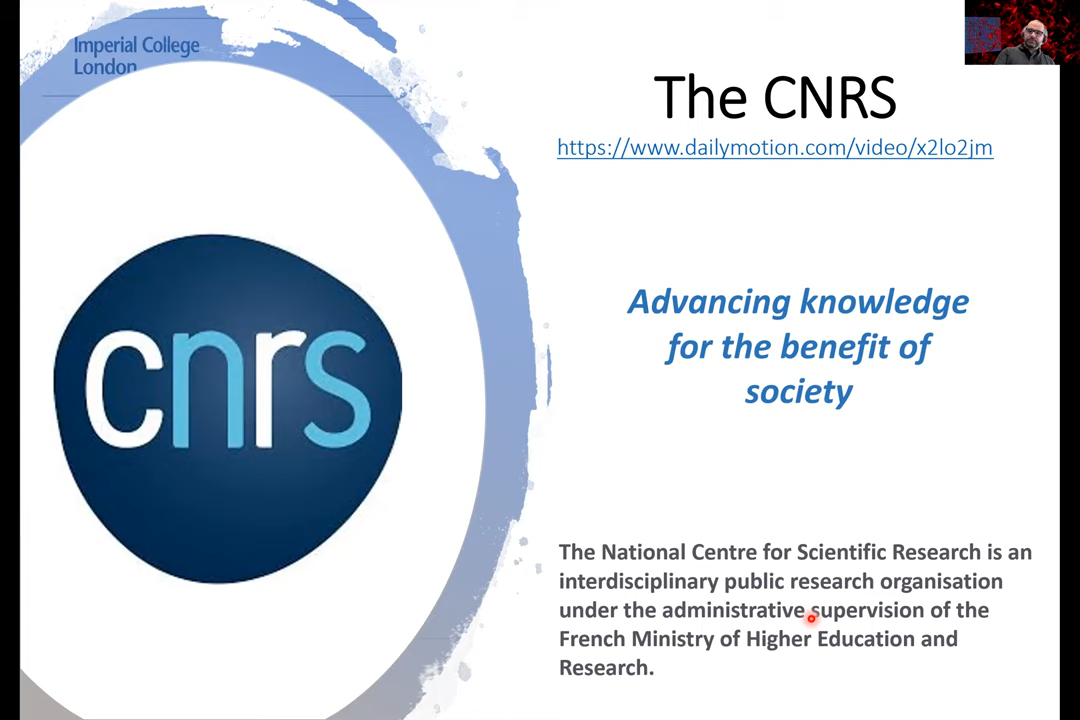 Imperial College
London
The CNRS
https://www.dailymotion.com/video/x2lo2jm
cnrs
Advancing knowledge
for the benefit of
society
The National Centre for Scientific Research is an
interdisciplinary public research organisation
under the administrative supervision of the
French Ministry of Higher Education and
Research.